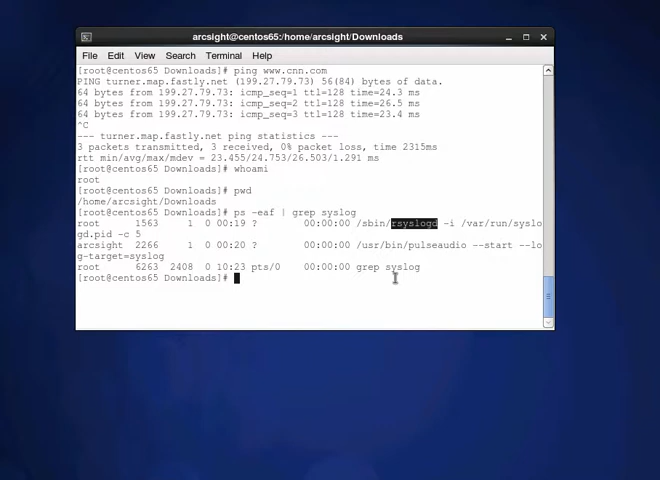 arcsight@centos65:/home/arcsight/Downloads
File Edit View Search Terminal Help
[root@centos65 Downloads]# ping www.cnn.com
PING turner.map.fastly.net (199.27.79.73) 56(84) bytes of data.
64 bytes from 199.27.79.73: icmp_seq=1 ttl=128 time=24.3 ms
64 bytes from 199.27.79.73: icmp_seq=2 ttl=128 time=26.5 ms
64 bytes from 199.27.79.73: icmp_seq=3 ttl=128 time=23.4 ms
^C
--- turner.map.fastly.net ping statistics ---
3 packets transmitted, 3 received, 0% packet loss, time 2315ms
rtt min/avg/max/mdev = 23.455/24.753/26.503/1.291 ms
[root@centos65 Downloads]# whoami
root
[root@centos65 Downloads]# pwd
/home/arcsight/Downloads
[root@centos65 Downloads]# ps -eaf | grep syslog
root 1563 1 0 00:19 ? 00:00:00 /sbin/rsyslogd -i /var/run/syslo
gd.pid -c 5
arcsight 2266 1 0 00:20 ? 00:00:00 /usr/bin/pulseaudio --start --lo
g-target=syslog
root 6263 2408 0 10:23 pts/0 00:00:00 grep syslog
[root@centos65 Downloads]#